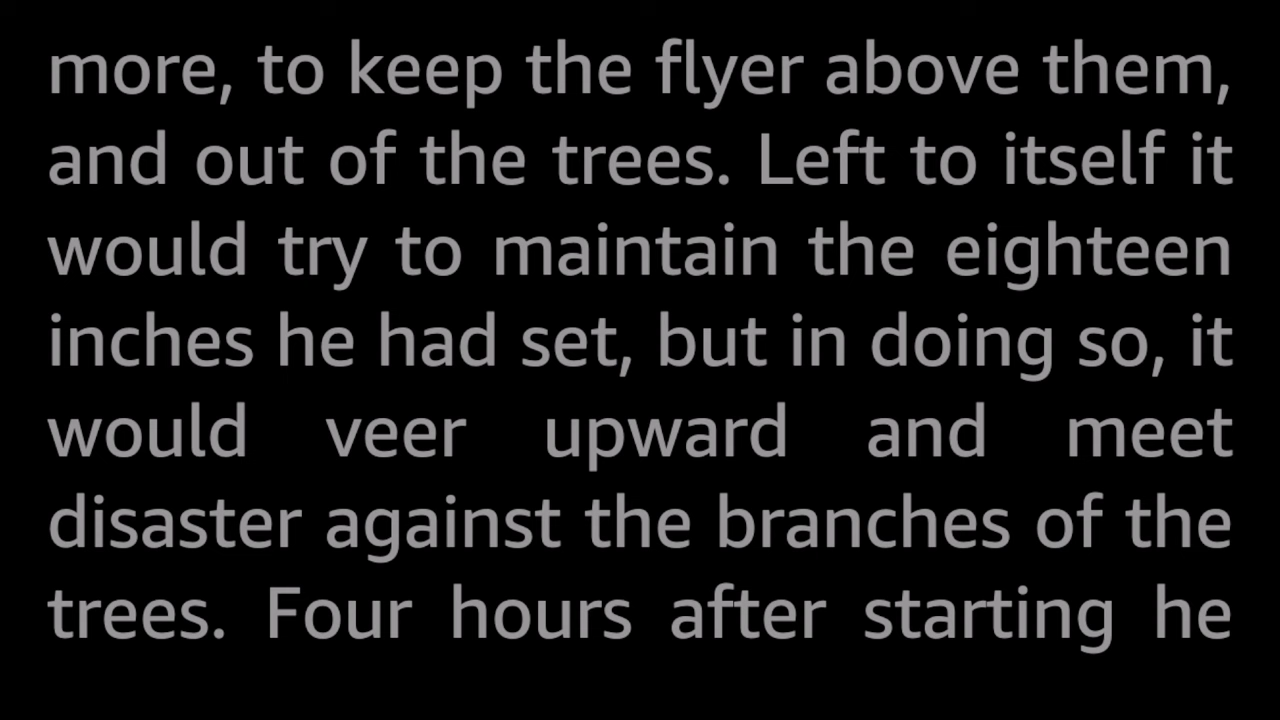 more, to keep the flyer above them,
and out of the trees. Left to itself it
would try to maintain the eighteen
inches he had set, but in doing so, it
would veer upward and meet
disaster against the branches of the
trees. Four hours after starting he